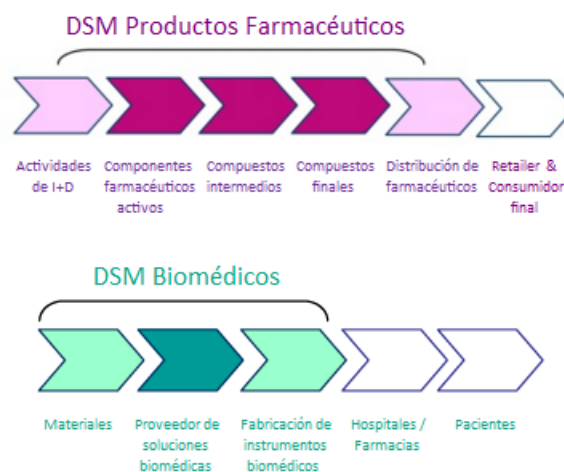 DSM Productos Farmacéuticos
Actividades
de I+D
Componentes
farmacéuticos
activos
Compuestos
intermedios
Compuestos
finales
Distribución de
farmacéuticos
Retailer &
Consumidor
final
DSM Biomédicos
Materiales
Proveedor de
soluciones
biomédicas
Fabricación de
instrumentos
biomédicos
Hospitales /
Farmacias
Pacientes